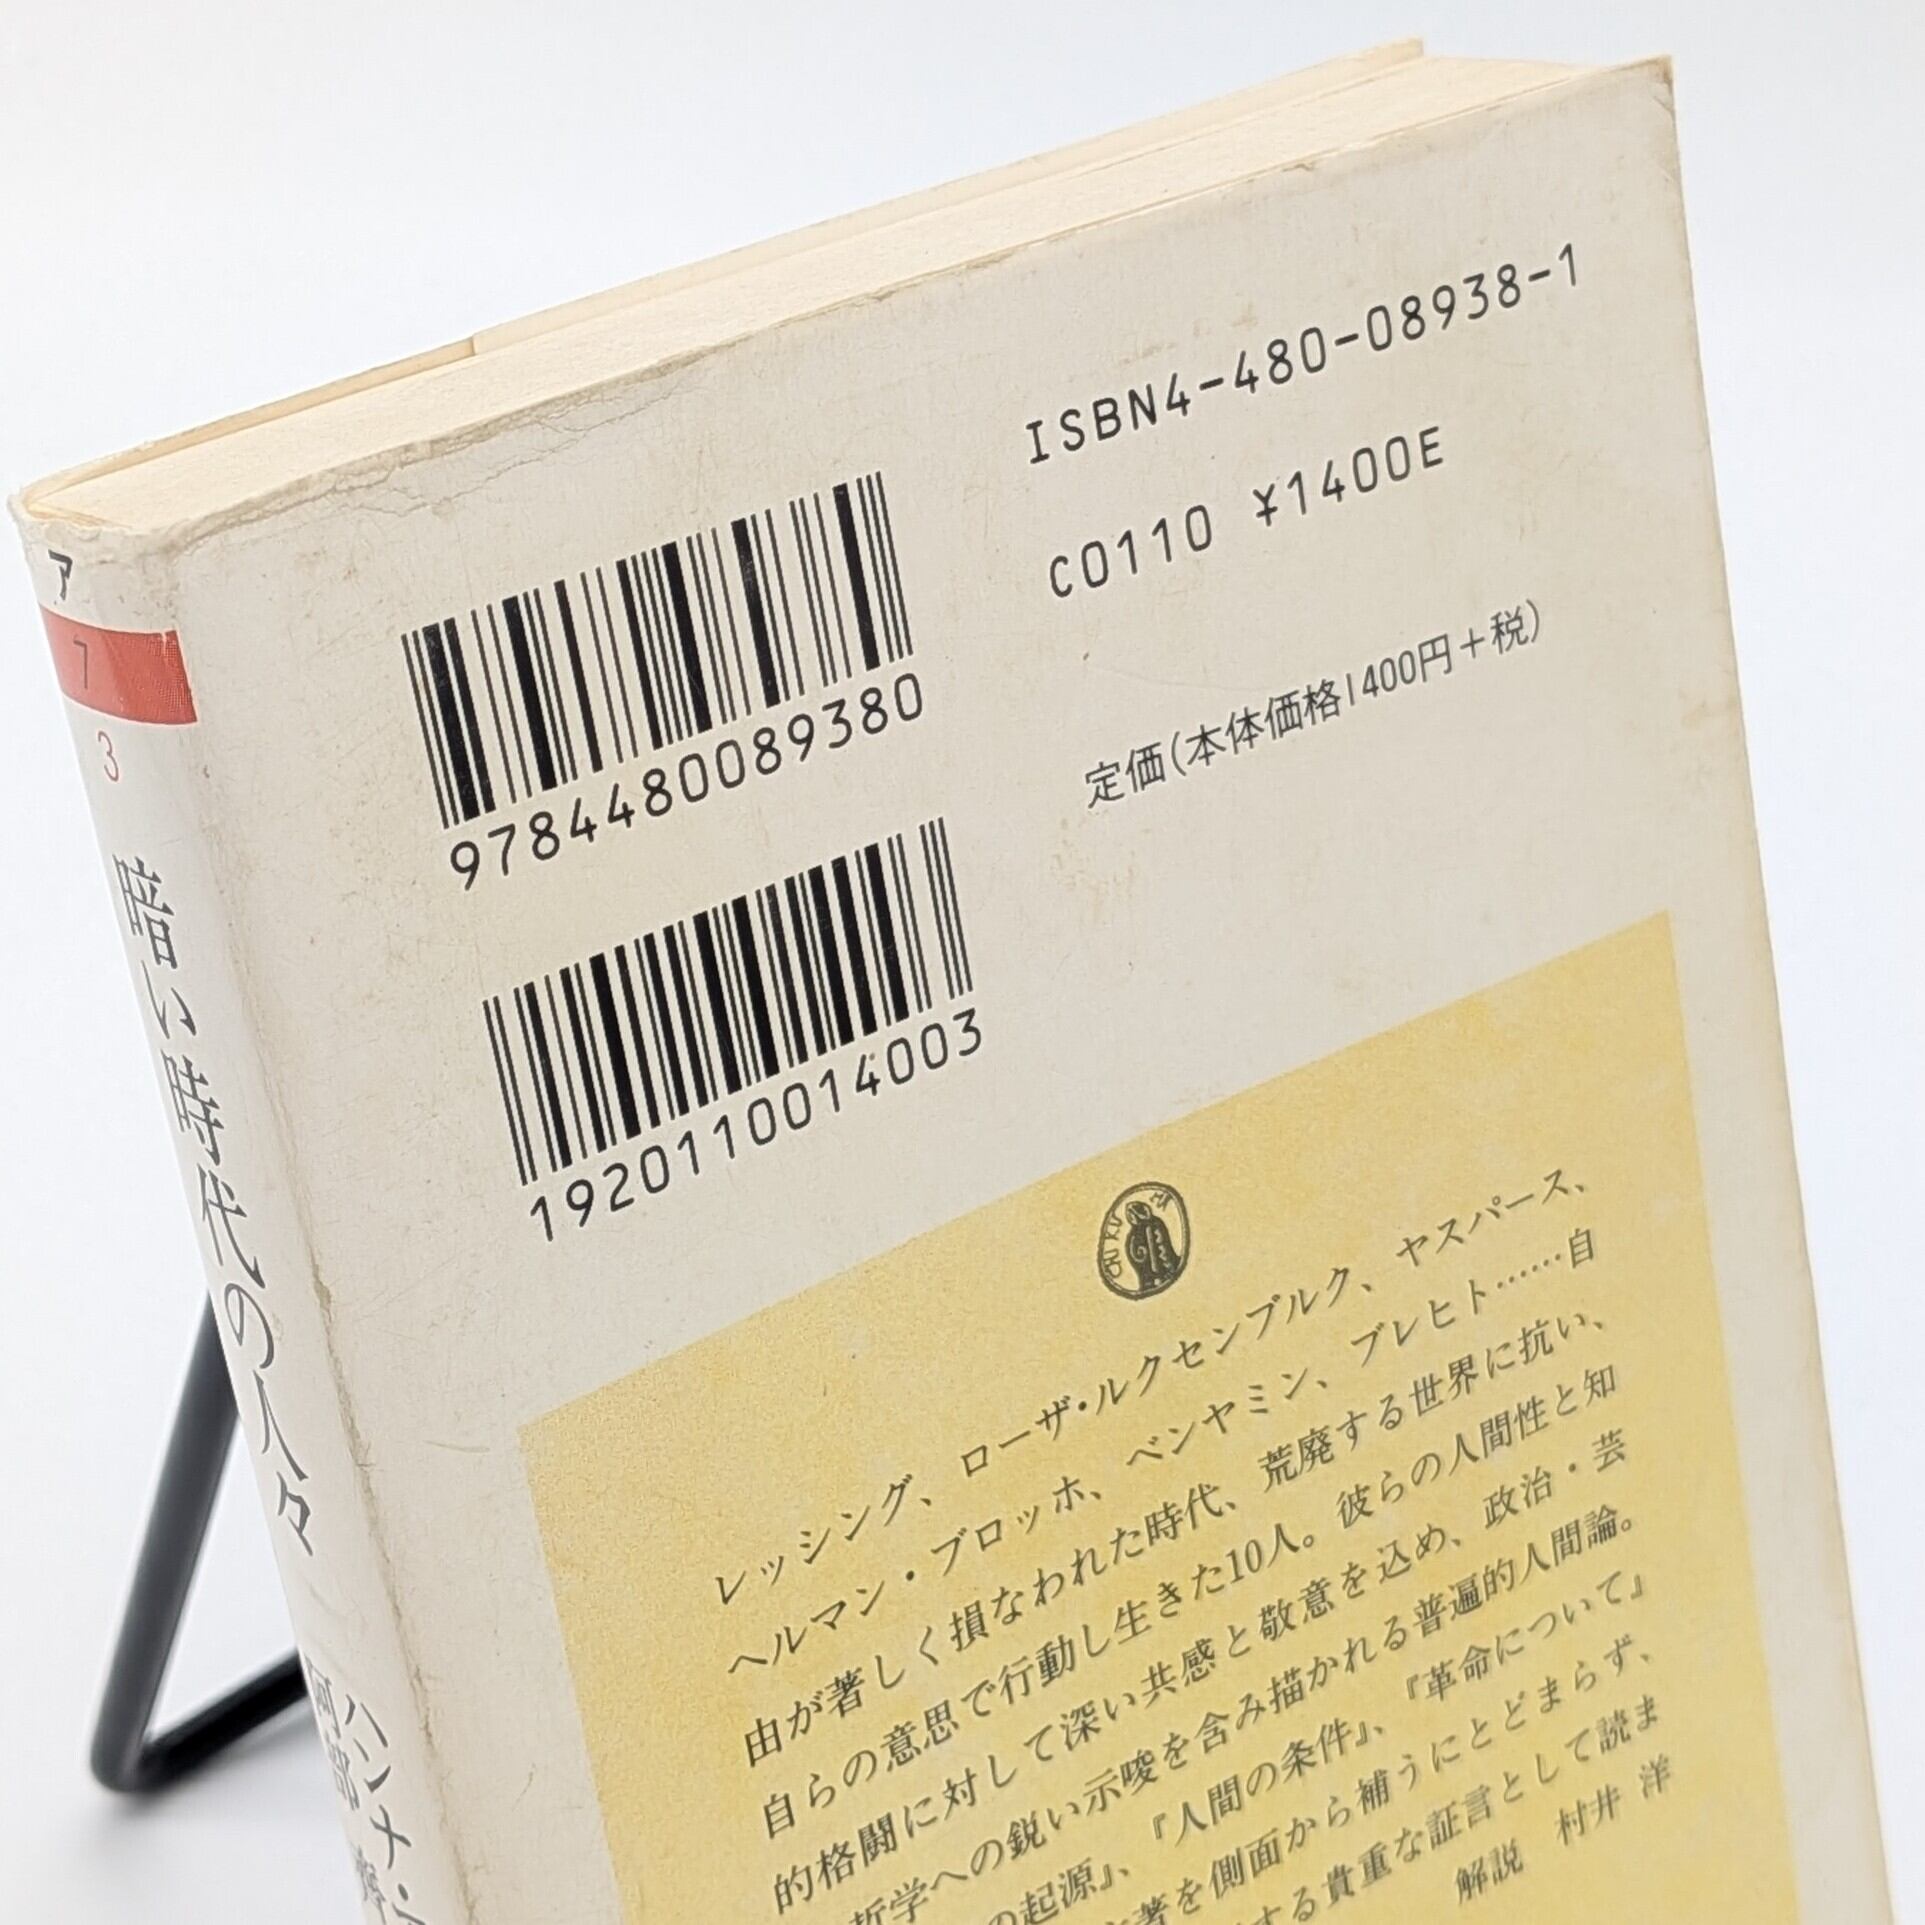 ア
7
3
暗い時代の人々
ハンナ・
阿部
ISBN4-480-08938-1
C0110 ¥1400E
定価(本体価格1400円+税)
9784480089380
1920110014003
CHIKUMA
レッシング、ローザ・ルクセンブルク、ヤスパース、
ヘルマン・ブロッホ、ベンヤミン、ブレヒト……自
由が著しく損なわれた時代、荒廃する世界に抗い、
自らの意思で行動し生きた10人。彼らの人間性と知
的格闘に対して深い共感と敬意を込め、政治・芸
哲学への鋭い示唆を含み描かれる普遍的人間論。
の起源』、『人間の条件』、『革命について』
著を側面から補うにとどまらず、
する貴重な証言として読ま
解説 村井 洋